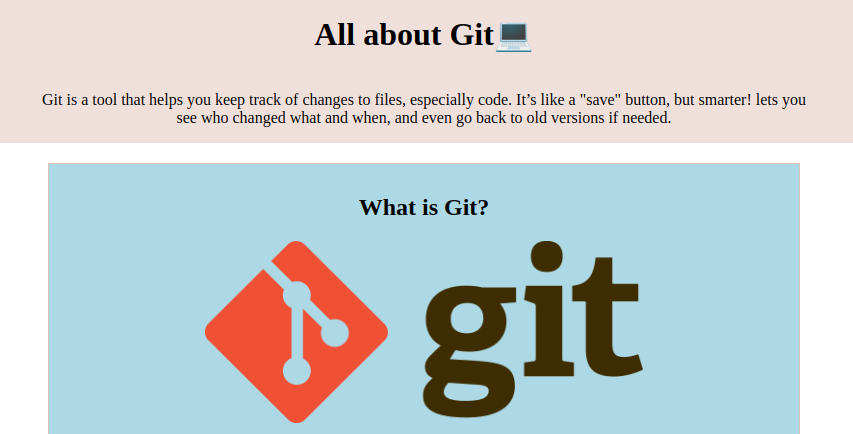 All about Git💻
Git is a tool that helps you keep track of changes to files, especially code. It’s like a "save" button, but smarter! lets you
see who changed what and when, and even go back to old versions if needed.
What is Git?
git